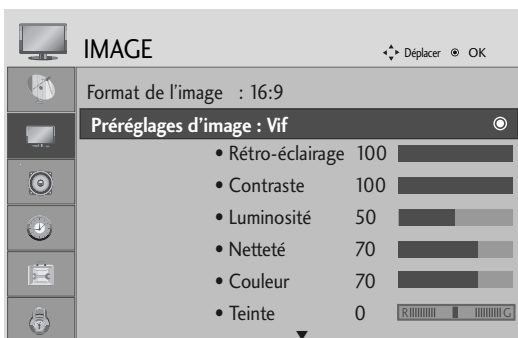 IMAGE
Déplacer OK
Format de l'image : 16:9
Préréglages d'image : Vif
• Rétro-éclairage 100
• Contraste 100
• Luminosité 50
• Netteté 70
• Couleur 70
• Teinte 0 R G